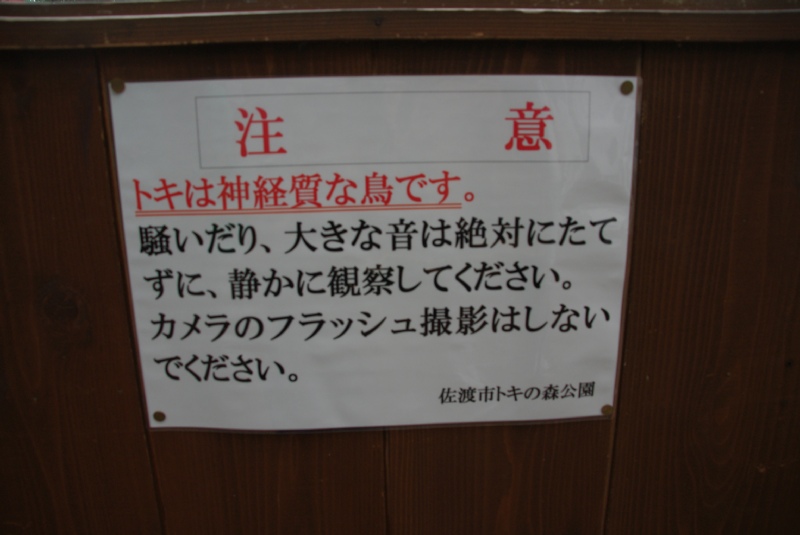 注 意
トキは神経質な鳥です。
騒いだり、大きな音は絶対にたて
ずに、静かに観察してください。
カメラのフラッシュ撮影はしない
でください。
佐渡市トキの森公園